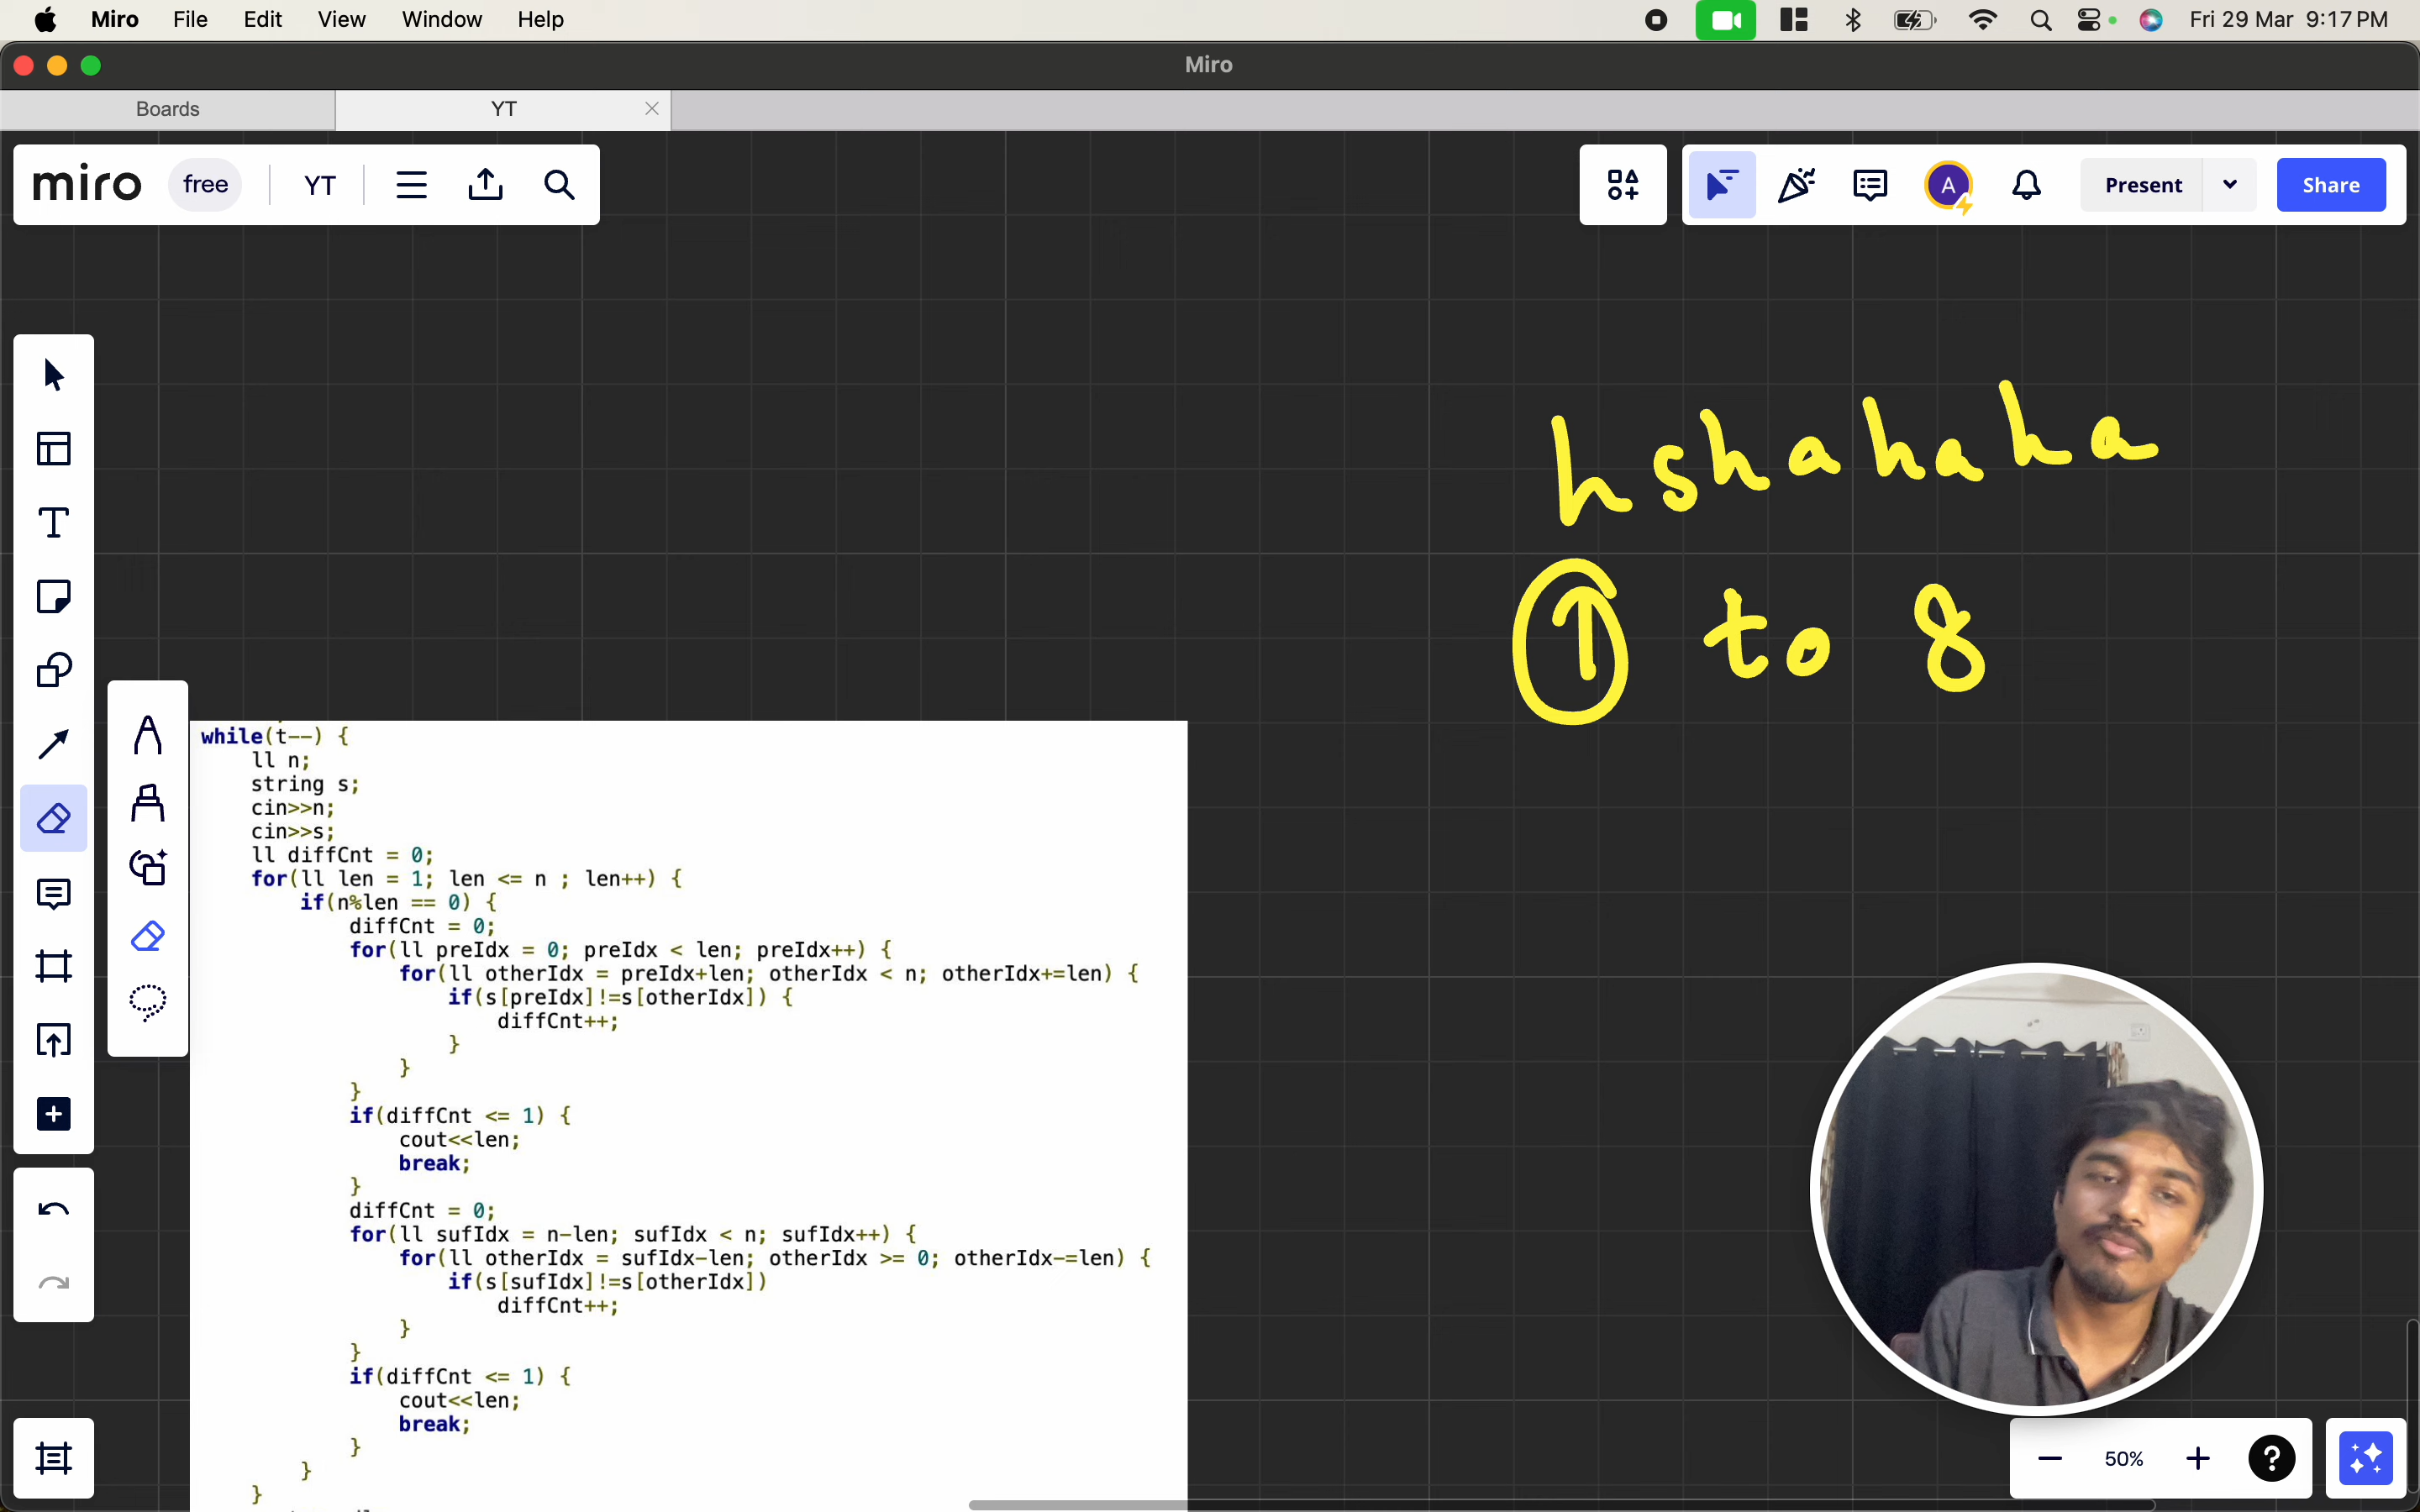 Miro File Edit View Window Help Fri 29 Mar 9:17 PM
Miro
Boards YT
miro free YT Present Share
A
hshahaha
1 to 8
while(t--) {
ll n;
string s;
cin>>n;
cin>>s;
ll diffCnt = 0;
for(ll len = 1; len <= n ; len++) {
if(n%len == 0) {
diffCnt = 0;
for(ll preIdx = 0; preIdx < len; preIdx++) {
for(ll otherIdx = preIdx+len; otherIdx < n; otherIdx+=len) {
if(s[preIdx]!=s[otherIdx]) {
diffCnt++;
}
}
}
if(diffCnt <= 1) {
cout<<len;
break;
}
diffCnt = 0;
for(ll sufIdx = n-len; sufIdx < n; sufIdx++) {
for(ll otherIdx = sufIdx-len; otherIdx >= 0; otherIdx-=len) {
if(s[sufIdx]!=s[otherIdx])
diffCnt++;
}
}
if(diffCnt <= 1) {
cout<<len;
break;
}
}
}
50%